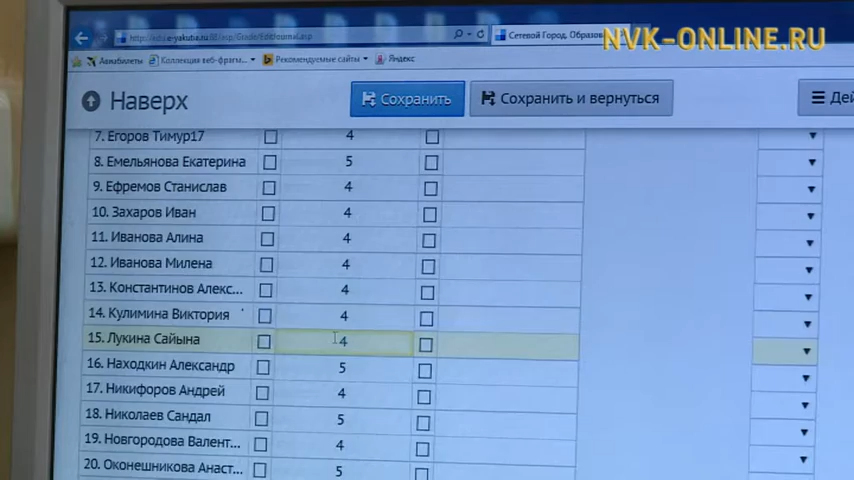 NVK-ONLINE.RU
Сетевой Город. Образов
Авиабилеты Коллекция веб-фрагм... Рекомендуемые сайты Яндекс
Наверх Сохранить Сохранить и вернуться Дей
7. Егоров Тимур17 4
8. Емельянова Екатерина 5
9. Ефремов Станислав 4
10. Захаров Иван 4
11. Иванова Алина 4
12. Иванова Милена 4
13. Константинов Алекс... 4
14. Кулимина Виктория 4
15. Лукина Сайына 4
16. Находкин Александр 5
17. Никифоров Андрей 4
18. Николаев Сандал 5
19. Новгородова Валент... 4
20. Оконешникова Анаст... 5